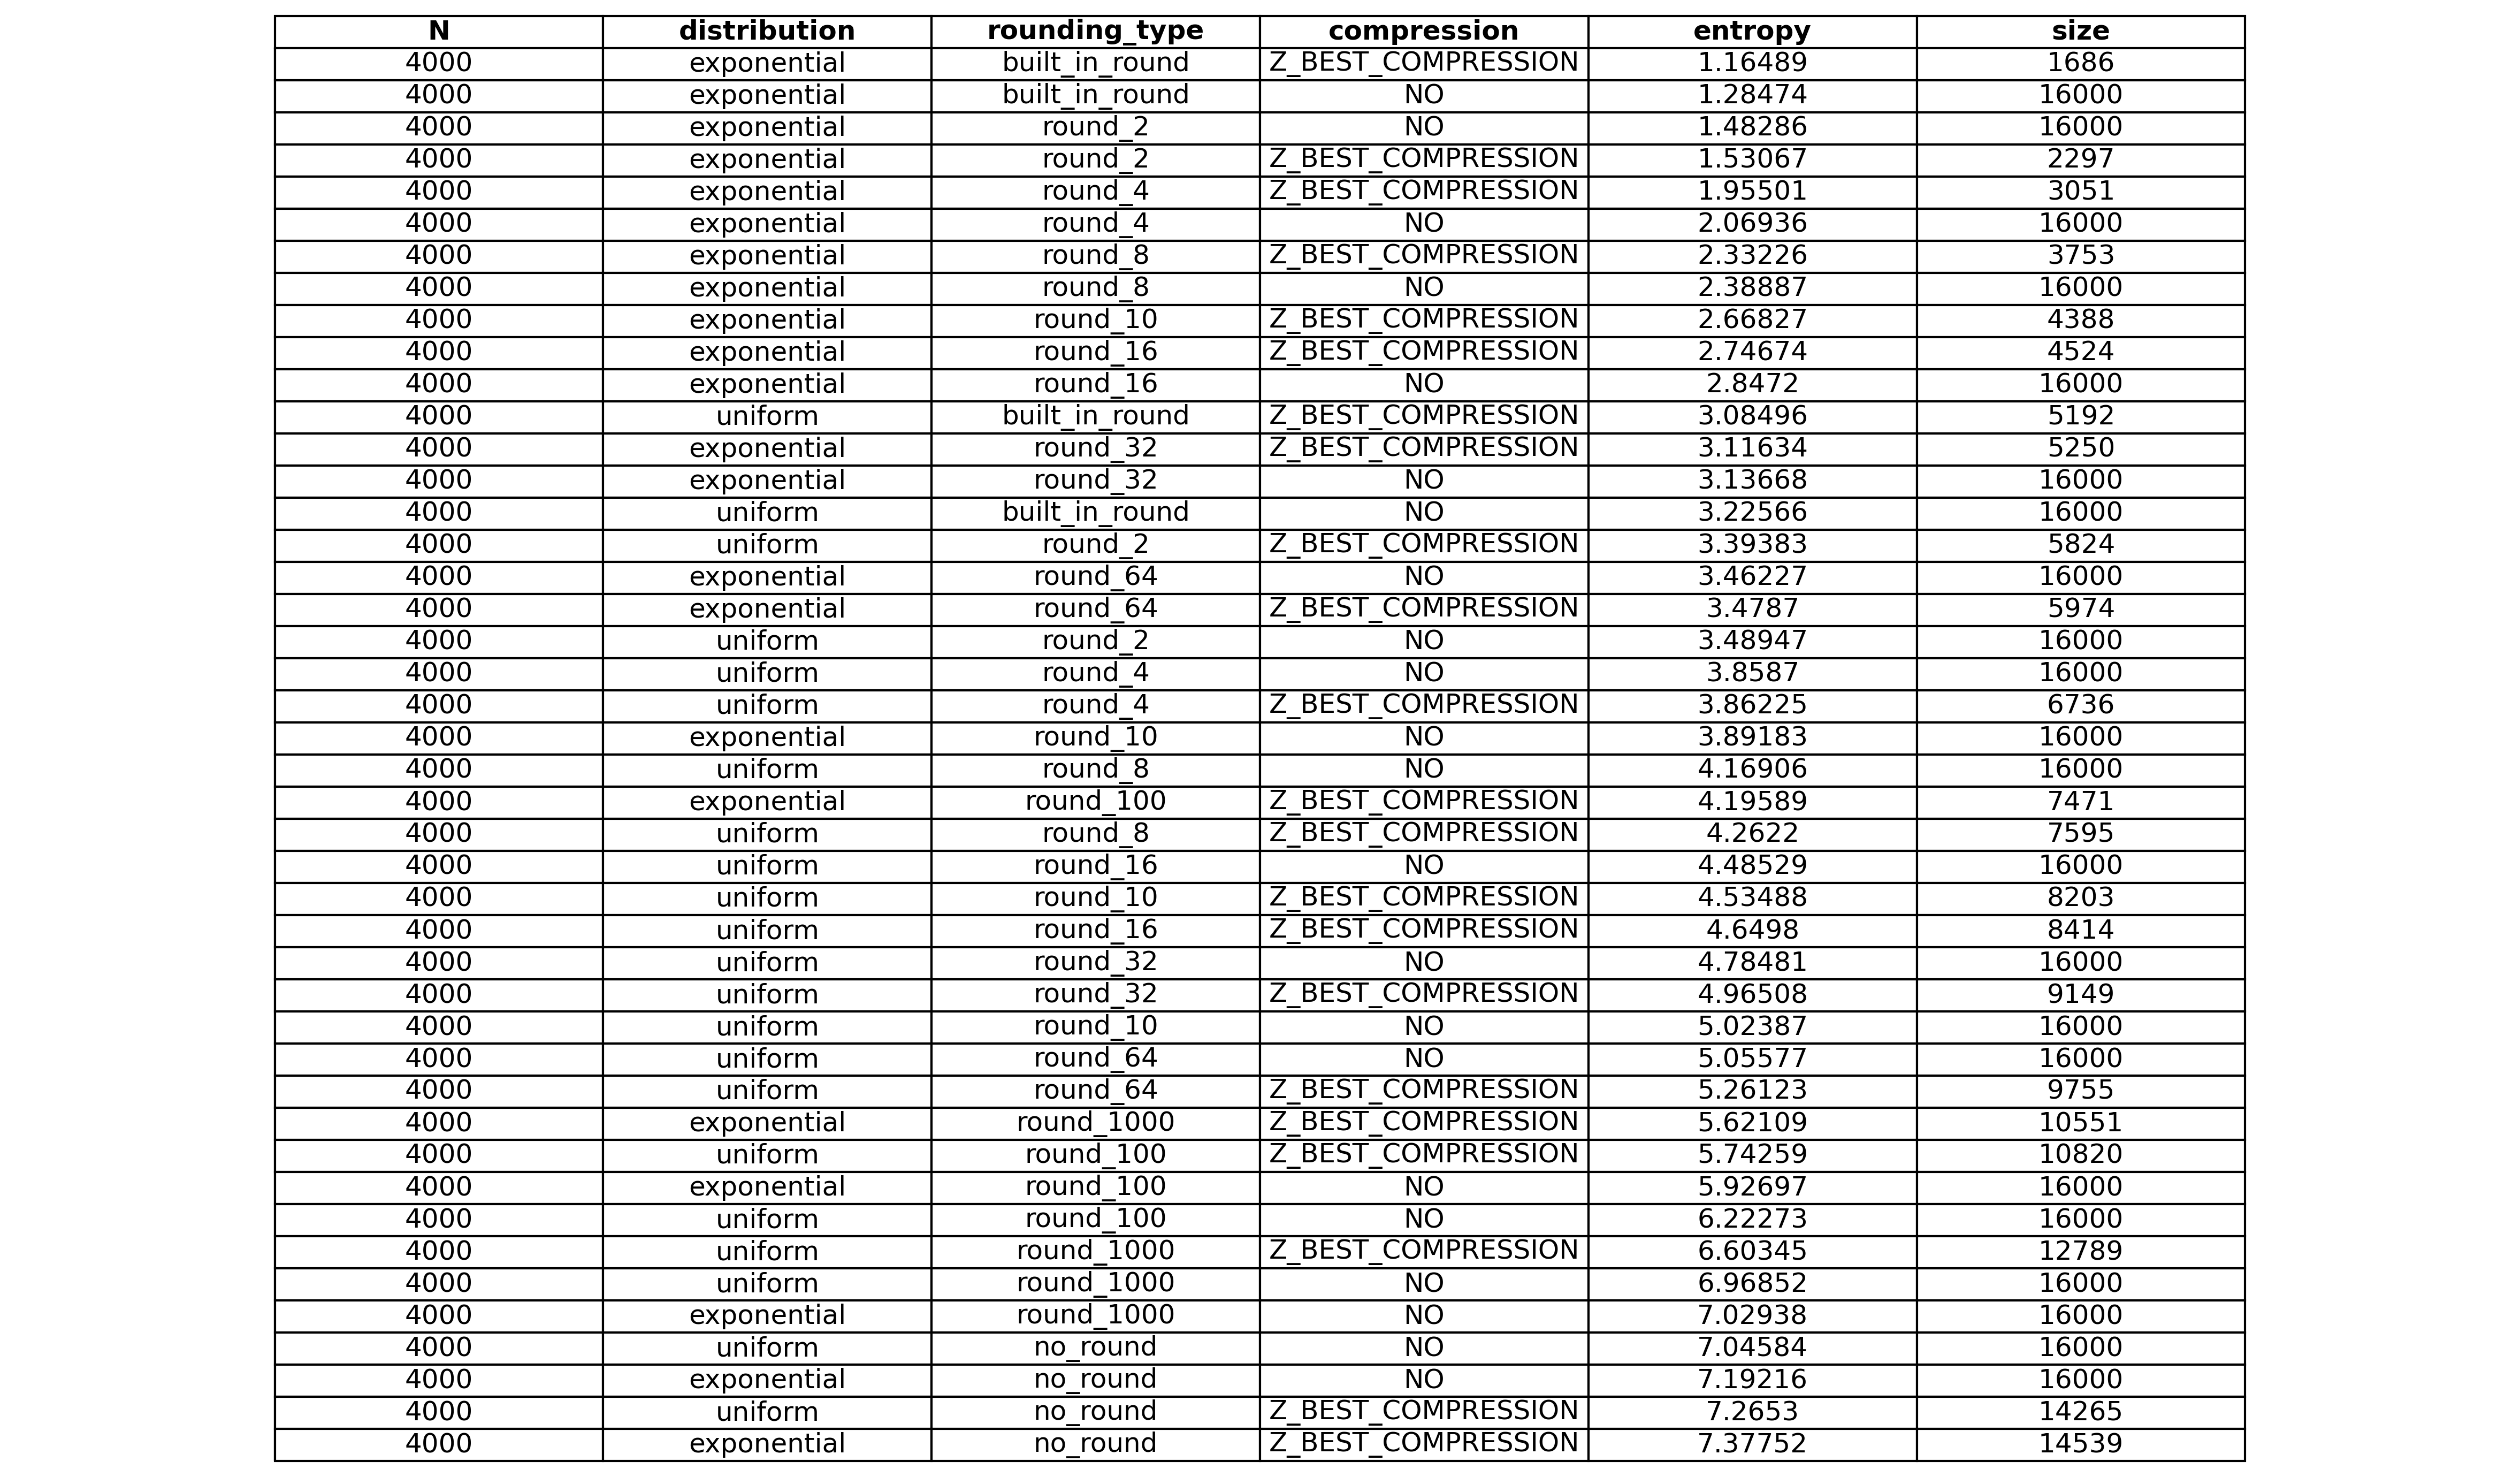 N distribution rounding_type compression entropy size
4000 exponential built_in_round Z_BEST_COMPRESSION 1.16489 1686
4000 exponential built_in_round NO 1.28474 16000
4000 exponential round_2 NO 1.48286 16000
4000 exponential round_2 Z_BEST_COMPRESSION 1.53067 2297
4000 exponential round_4 Z_BEST_COMPRESSION 1.95501 3051
4000 exponential round_4 NO 2.06936 16000
4000 exponential round_8 Z_BEST_COMPRESSION 2.33226 3753
4000 exponential round_8 NO 2.38887 16000
4000 exponential round_10 Z_BEST_COMPRESSION 2.66827 4388
4000 exponential round_16 Z_BEST_COMPRESSION 2.74674 4524
4000 exponential round_16 NO 2.8472 16000
4000 uniform built_in_round Z_BEST_COMPRESSION 3.08496 5192
4000 exponential round_32 Z_BEST_COMPRESSION 3.11634 5250
4000 exponential round_32 NO 3.13668 16000
4000 uniform built_in_round NO 3.22566 16000
4000 uniform round_2 Z_BEST_COMPRESSION 3.39383 5824
4000 exponential round_64 NO 3.46227 16000
4000 exponential round_64 Z_BEST_COMPRESSION 3.4787 5974
4000 uniform round_2 NO 3.48947 16000
4000 uniform round_4 NO 3.8587 16000
4000 uniform round_4 Z_BEST_COMPRESSION 3.86225 6736
4000 exponential round_10 NO 3.89183 16000
4000 uniform round_8 NO 4.16906 16000
4000 exponential round_100 Z_BEST_COMPRESSION 4.19589 7471
4000 uniform round_8 Z_BEST_COMPRESSION 4.2622 7595
4000 uniform round_16 NO 4.48529 16000
4000 uniform round_10 Z_BEST_COMPRESSION 4.53488 8203
4000 uniform round_16 Z_BEST_COMPRESSION 4.6498 8414
4000 uniform round_32 NO 4.78481 16000
4000 uniform round_32 Z_BEST_COMPRESSION 4.96508 9149
4000 uniform round_10 NO 5.02387 16000
4000 uniform round_64 NO 5.05577 16000
4000 uniform round_64 Z_BEST_COMPRESSION 5.26123 9755
4000 exponential round_1000 Z_BEST_COMPRESSION 5.62109 10551
4000 uniform round_100 Z_BEST_COMPRESSION 5.74259 10820
4000 exponential round_100 NO 5.92697 16000
4000 uniform round_100 NO 6.22273 16000
4000 uniform round_1000 Z_BEST_COMPRESSION 6.60345 12789
4000 uniform round_1000 NO 6.96852 16000
4000 exponential round_1000 NO 7.02938 16000
4000 uniform no_round NO 7.04584 16000
4000 exponential no_round NO 7.19216 16000
4000 uniform no_round Z_BEST_COMPRESSION 7.2653 14265
4000 exponential no_round Z_BEST_COMPRESSION 7.37752 14539